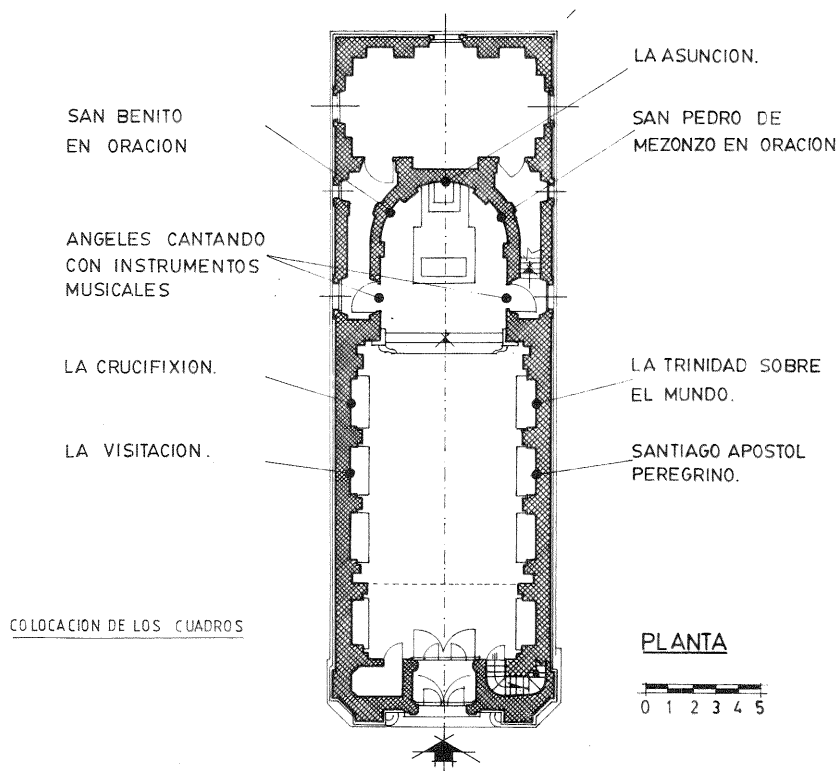 LA ASUNCION.
SAN BENITO
EN ORACION
SAN PEDRO DE
MEZONZO EN ORACION
ANGELES CANTANDO
CON INSTRUMENTOS
MUSICALES
LA CRUCIFIXION.
LA TRINIDAD SOBRE
EL MUNDO.
LA VISITACION.
SANTIAGO APOSTOL
PEREGRINO.
COLOCACION DE LOS CUADROS
PLANTA
0 1 2 3 4 5